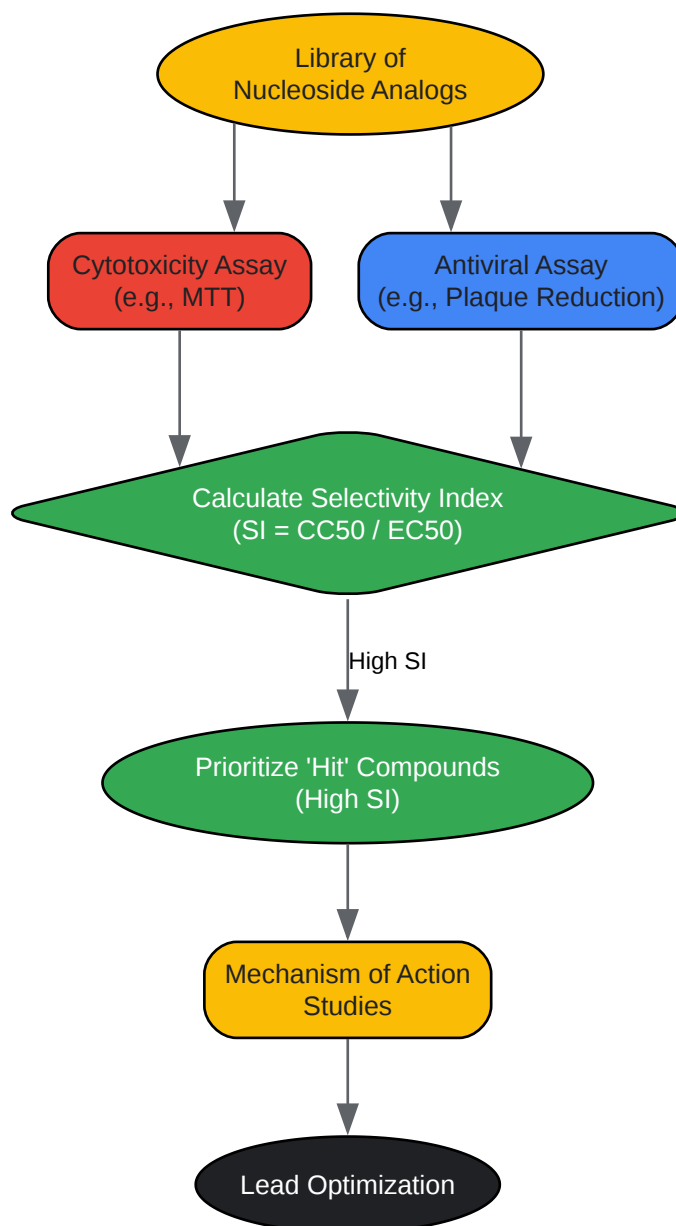 Library of
Nucleoside Analogs
Cytotoxicity Assay
(e.g., MTT)
Antiviral Assay
(e.g., Plaque Reduction)
Calculate Selectivity Index
(SI = CC50 / EC50)
High SI
Prioritize 'Hit' Compounds
(High SI)
Mechanism of Action
Studies
Lead Optimization